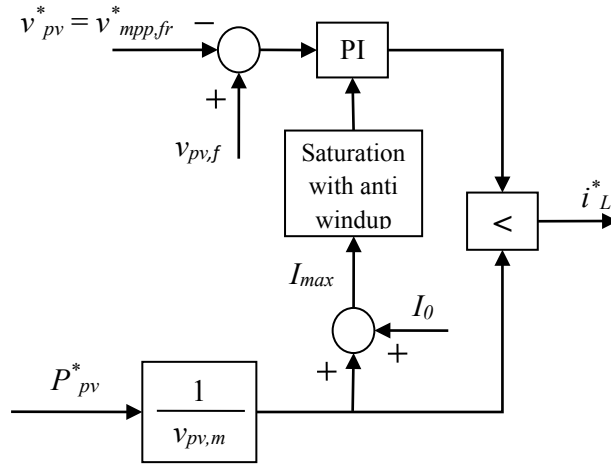 v*pv = v*mpp,fr
−
PI
+
vpv,f
Saturation
with anti
windup
<
i*L
Imax
I0
+
+
P*pv
1
vpv,m